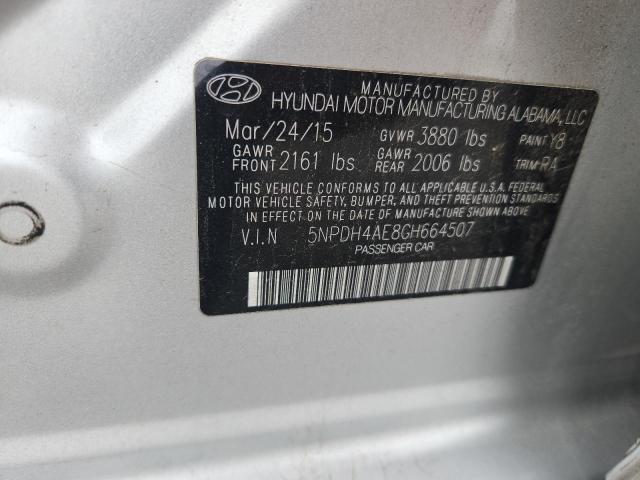 MANUFACTURED BY
HYUNDAI MOTOR MANUFACTURING ALABAMA, LLC
Mar/24/15 GVWR 3880 lbs PAINT Y8
GAWR FRONT 2161 lbs GAWR REAR 2006 lbs TRIM RA
THIS VEHICLE CONFORMS TO ALL APPLICABLE U.S.A. FEDERAL
MOTOR VEHICLE SAFETY, BUMPER, AND THEFT PREVENTION STANDARDS
IN EFFECT ON THE DATE OF MANUFACTURE SHOWN ABOVE.
V.I.N 5NPDH4AE8GH664507
PASSENGER CAR